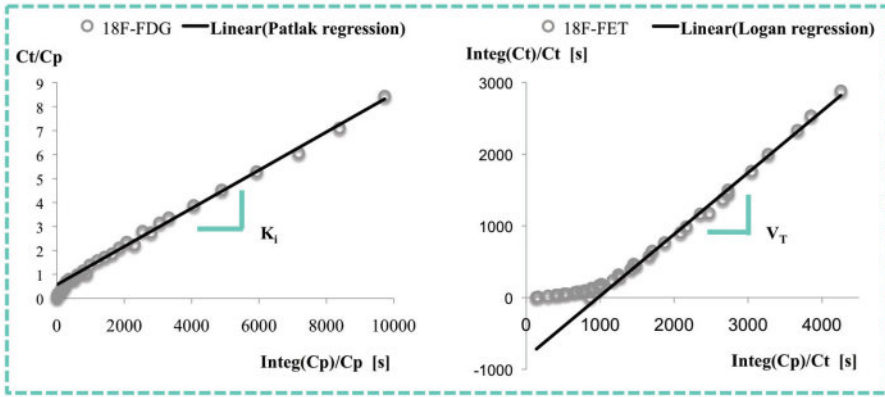 18F-FDG Linear(Patlak regression)
Ct/Cp
9
8
7
6
5
4
3
2
1
0
K_i
0 2000 4000 6000 8000 10000
Integ(Cp)/Cp [s]
18F-FET Linear(Logan regression)
Integ(Ct)/Ct [s]
3000
2000
1000
0
-1000
V_T
0 1000 2000 3000 4000
Integ(Cp)/Ct [s]